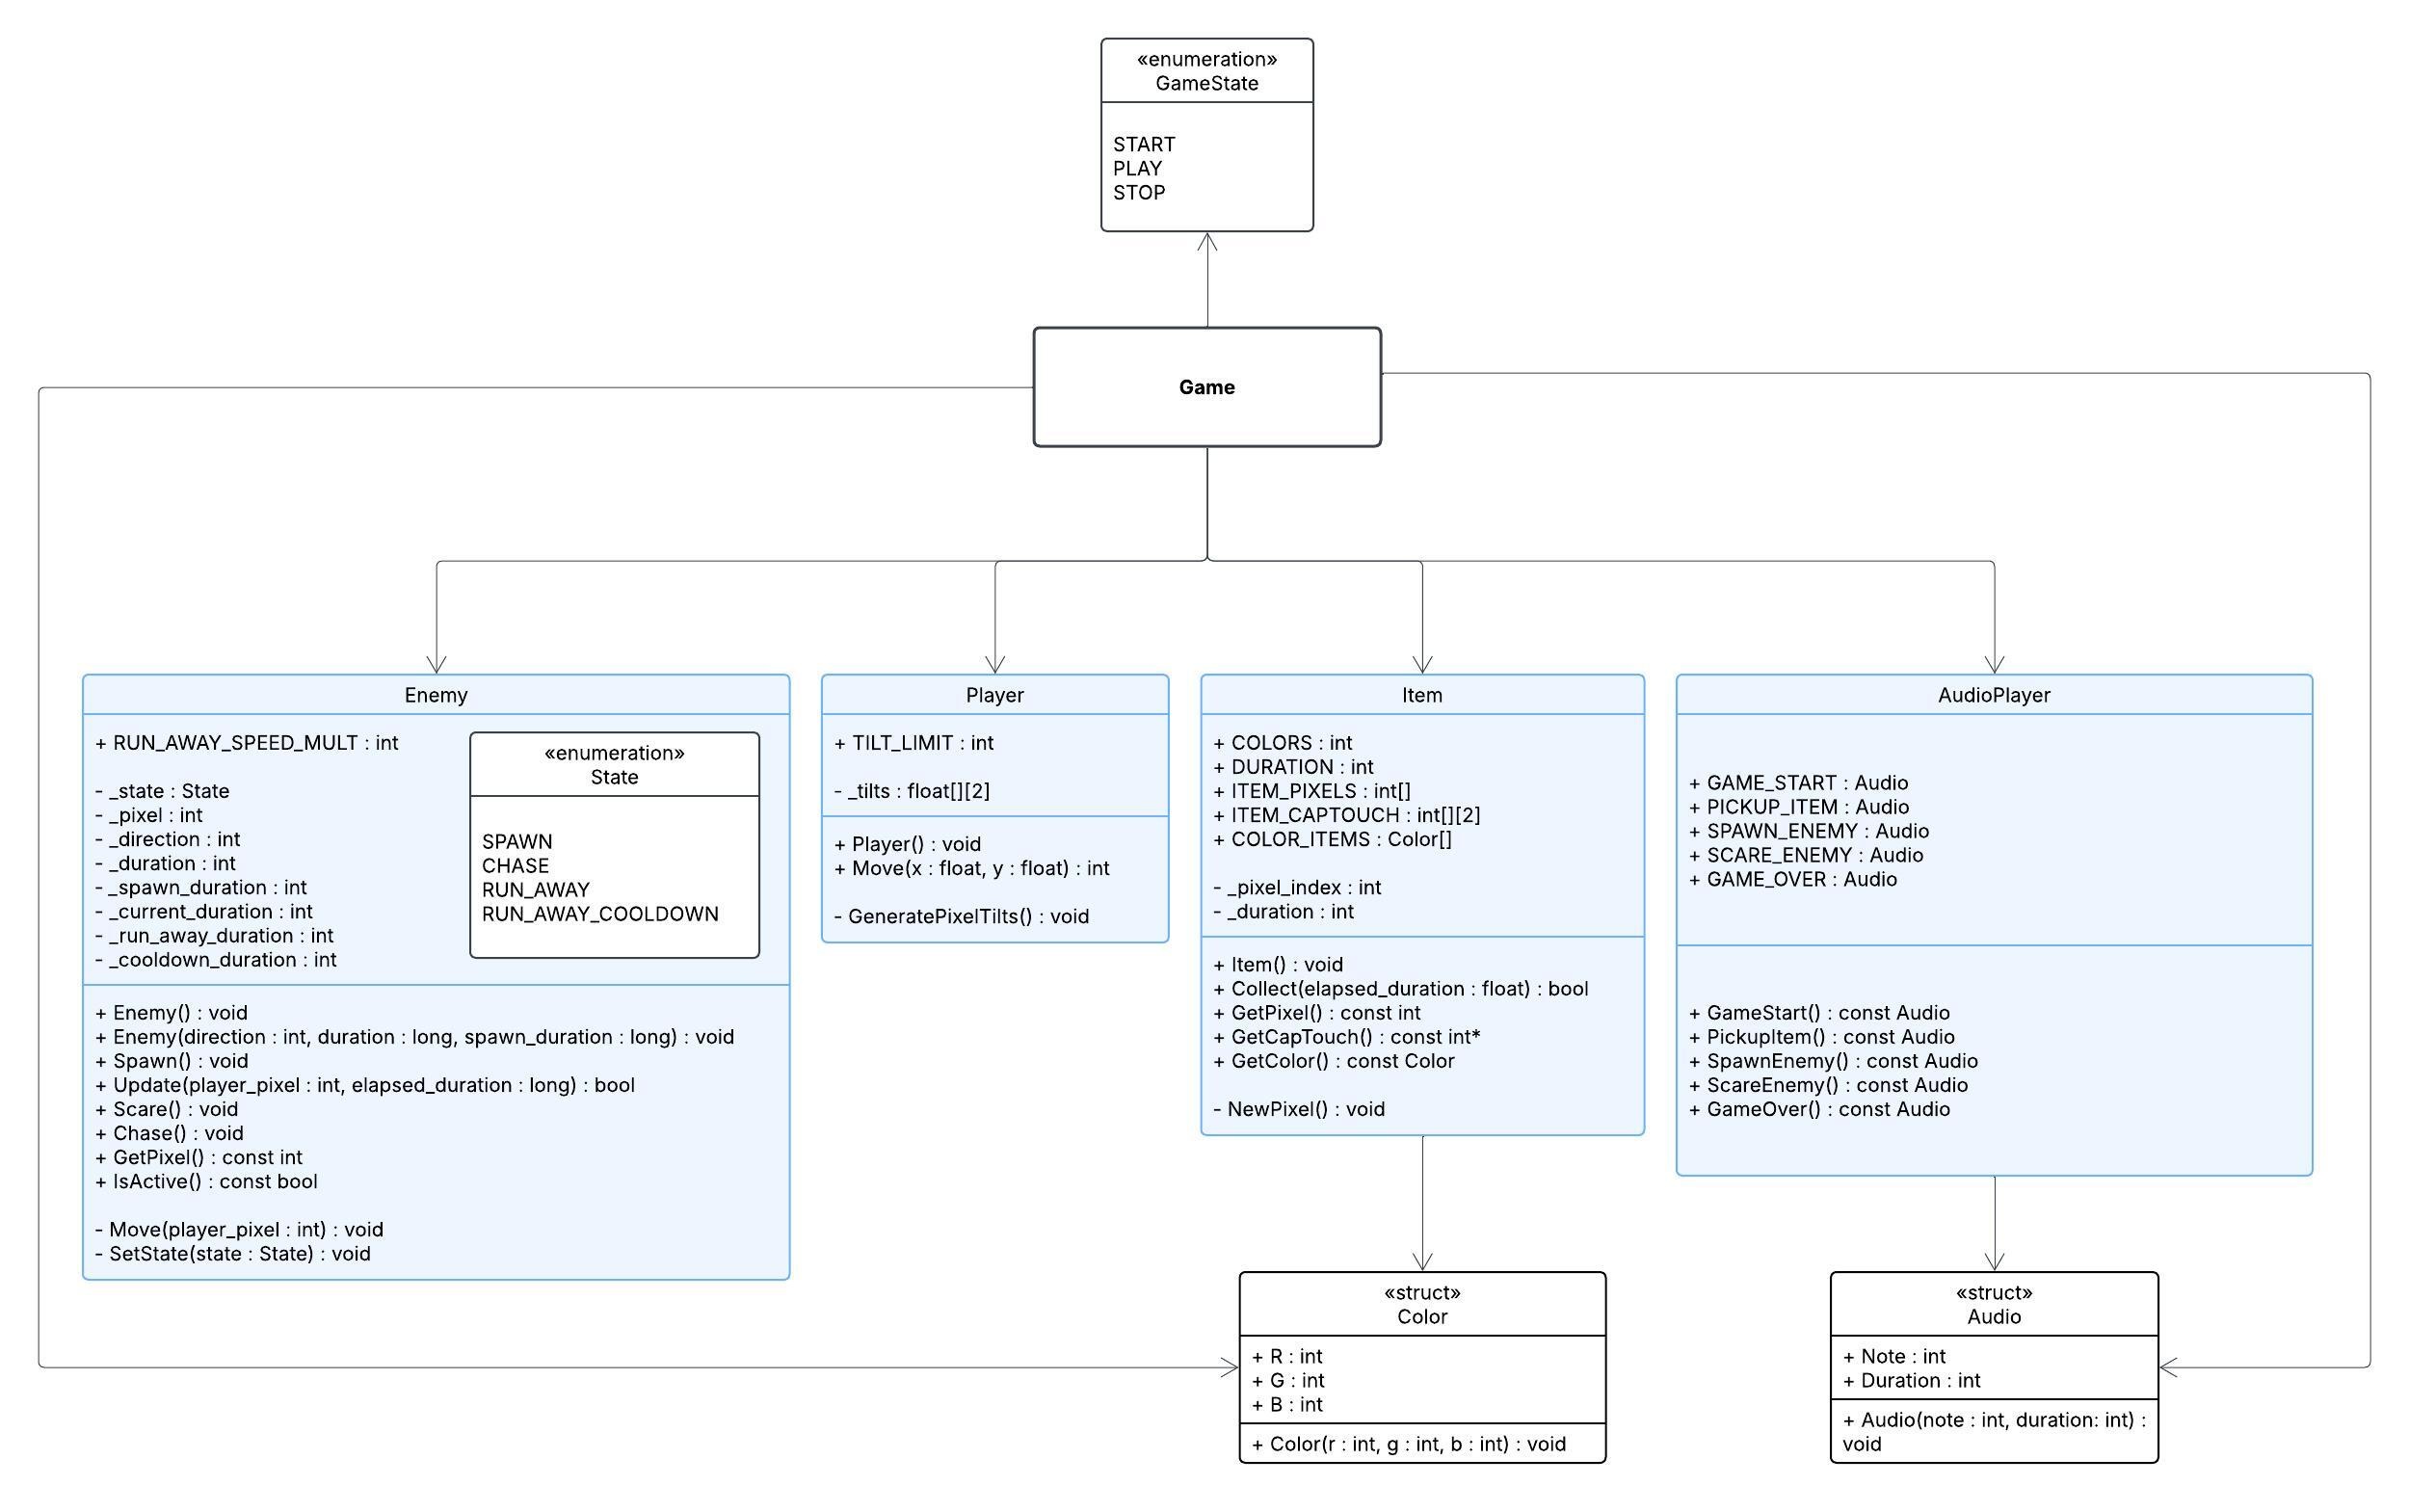 «enumeration»
GameState
START
PLAY
STOP
Game
Enemy
+ RUN_AWAY_SPEED_MULT : int
- _state : State
- _pixel : int
- _direction : int
- _duration : int
- _spawn_duration : int
- _current_duration : int
- _run_away_duration : int
- _cooldown_duration : int
«enumeration»
State
SPAWN
CHASE
RUN_AWAY
RUN_AWAY_COOLDOWN
+ Enemy() : void
+ Enemy(direction : int, duration : long, spawn_duration : long) : void
+ Spawn() : void
+ Update(player_pixel : int, elapsed_duration : long) : bool
+ Scare() : void
+ Chase() : void
+ GetPixel() : const int
+ IsActive() : const bool
- Move(player_pixel : int) : void
- SetState(state : State) : void
Player
+ TILT_LIMIT : int
- _tilts : float[][2]
+ Player() : void
+ Move(x : float, y : float) : int
- GeneratePixelTilts() : void
Item
+ COLORS : int
+ DURATION : int
+ ITEM_PIXELS : int[]
+ ITEM_CAPTOUCH : int[][2]
+ COLOR_ITEMS : Color[]
- _pixel_index : int
- _duration : int
+ Item() : void
+ Collect(elapsed_duration : float) : bool
+ GetPixel() : const int
+ GetCapTouch() : const int*
+ GetColor() : const Color
- NewPixel() : void
AudioPlayer
+ GAME_START : Audio
+ PICKUP_ITEM : Audio
+ SPAWN_ENEMY : Audio
+ SCARE_ENEMY : Audio
+ GAME_OVER : Audio
+ GameStart() : const Audio
+ PickupItem() : const Audio
+ SpawnEnemy() : const Audio
+ ScareEnemy() : const Audio
+ GameOver() : const Audio
«struct»
Color
+ R : int
+ G : int
+ B : int
+ Color(r : int, g : int, b : int) : void
«struct»
Audio
+ Note : int
+ Duration : int
+ Audio(note : int, duration: int) :
void